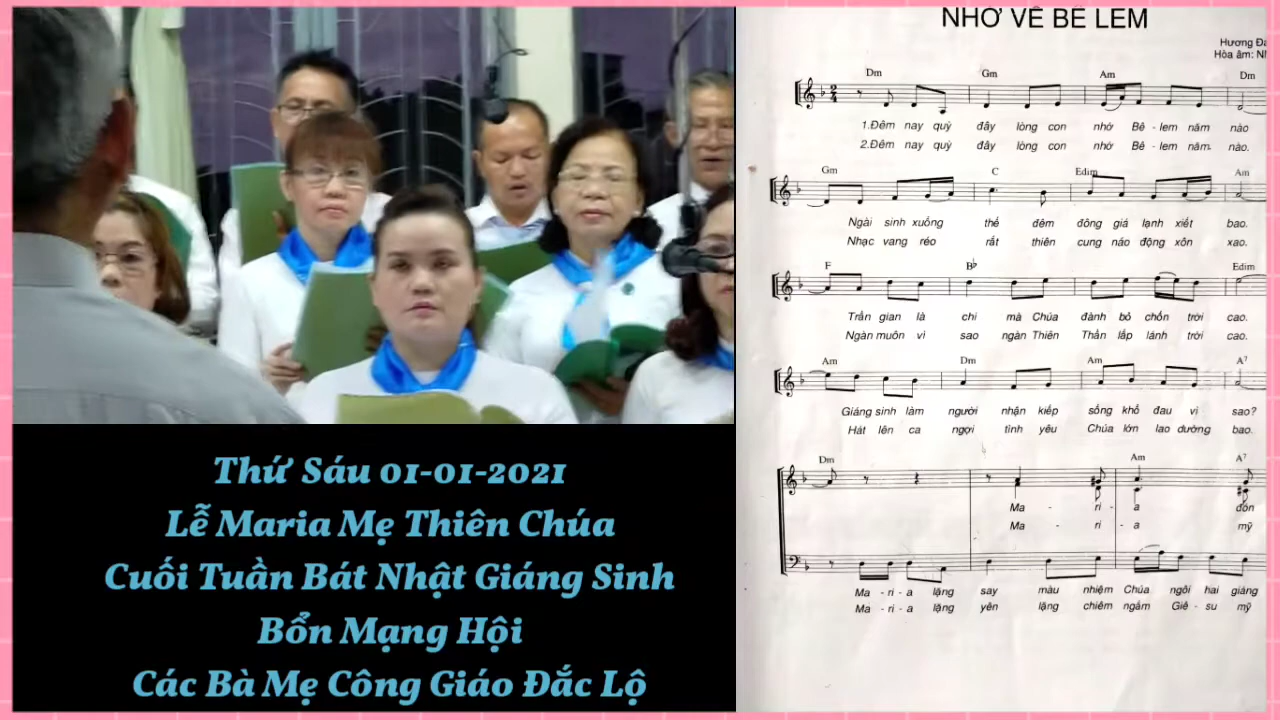 Thứ Sáu 01-01-2021
Lễ Maria Mẹ Thiên Chúa
Cuối Tuần Bát Nhật Giáng Sinh
Bổn Mạng Hội
Các Bà Mẹ Công Giáo Đắc Lộ
NHỚ VỀ BÊ LEM
Hương
Hòa âm:
Dm Gm Am Dm
1.Đêm nay quỳ đây lòng con nhớ Bê - lem năm nào
2.Đêm nay quỳ đây lòng con nhớ Bê - lem năm nào.
Gm C Edim Am
Ngài sinh xuống thế đêm đông giá lạnh xiết bao.
Nhạc vang réo rắt thiên cung náo động xôn xao.
F Bb Edim
Trần gian là chi mà Chúa đành bỏ chốn trời cao.
Ngàn muôn vì sao ngàn Thiên Thần lấp lánh trời cao.
Am Dm Am A7
Giáng sinh làm người nhận kiếp sống khổ đau vì sao?
Hát lên ca ngợi tình yêu Chúa lớn lao dường bao.
Dm Am A7
Ma - ri - a đón
Ma - ri - a mỹ
Ma - ri - a lặng say màu nhiệm Chúa ngôi hai giáng
Ma - ri - a lặng yên lặng chiêm ngắm Giê - su mỹ